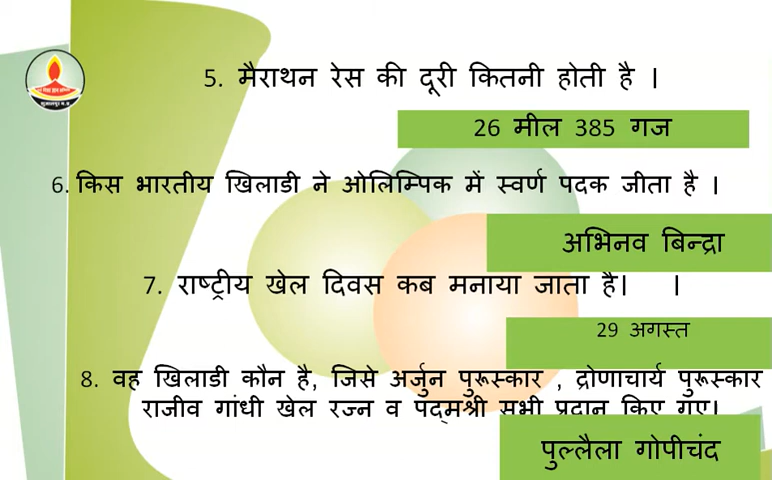 5. मैराथन रेस की दूरी कितनी होती है ।
26 मील 385 गज
6. किस भारतीय खिलाडी ने ओलिम्पिक में स्वर्ण पदक जीता है ।
अभिनव बिन्द्रा
7. राष्ट्रीय खेल दिवस कब मनाया जाता है। ।
29 अगस्त
8. वह खिलाडी कौन है, जिसे अर्जुन पुरूस्कार , द्रोणाचार्य पुरूस्कार
राजीव गांधी खेल रज्न व पद्मश्री सभी प्रदान किए गए।
पुल्लैला गोपीचंद